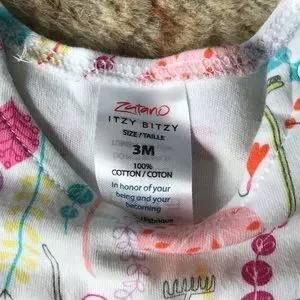 zutano
ITZY BITZY
SIZE/TAILLE
3M
100%
COTTON/COTON
In honor of your
being and your
becoming